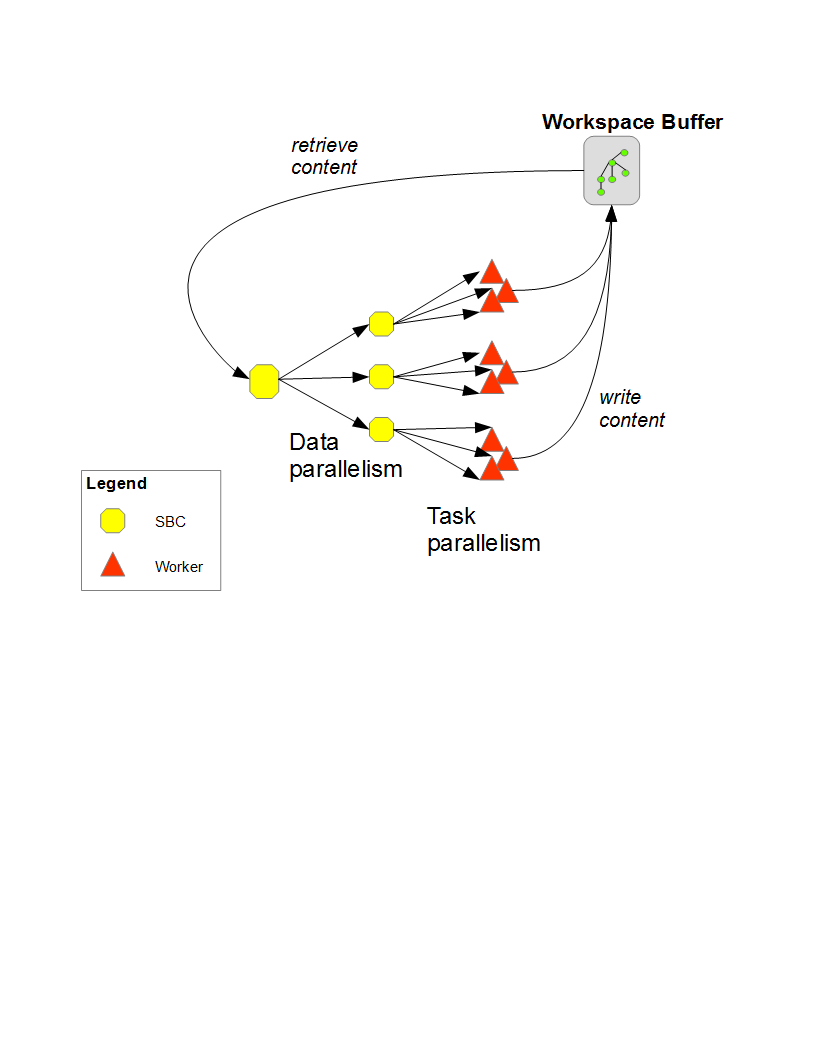 Workspace Buffer
retrieve
content
write
content
Data
parallelism
Task
parallelism
Legend
SBC
Worker